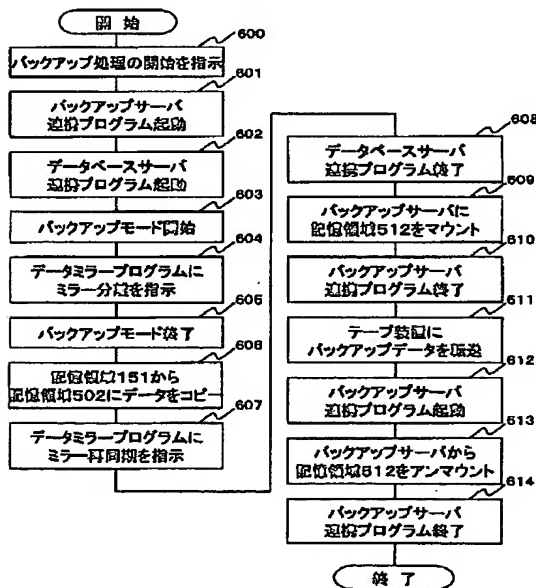 開始
600
バックアップ処理の開始を指示
601
バックアップサーバ
連携プログラム起動
602
データベースサーバ
連携プログラム起動
603
バックアップモード開始
604
データミラープログラムに
ミラー分離を指示
605
バックアップモード終了
606
記憶領域151から
記憶領域502にデータをコピー
607
データミラープログラムに
ミラー再同期を指示
608
データベースサーバ
連携プログラム終了
609
バックアップサーバに
記憶領域512をマウント
610
バックアップサーバ
連携プログラム終了
611
テープ装置に
バックアップデータを転送
612
バックアップサーバ
連携プログラム起動
613
バックアップサーバから
記憶領域512をアンマウント
614
バックアップサーバ
連携プログラム終了
終了